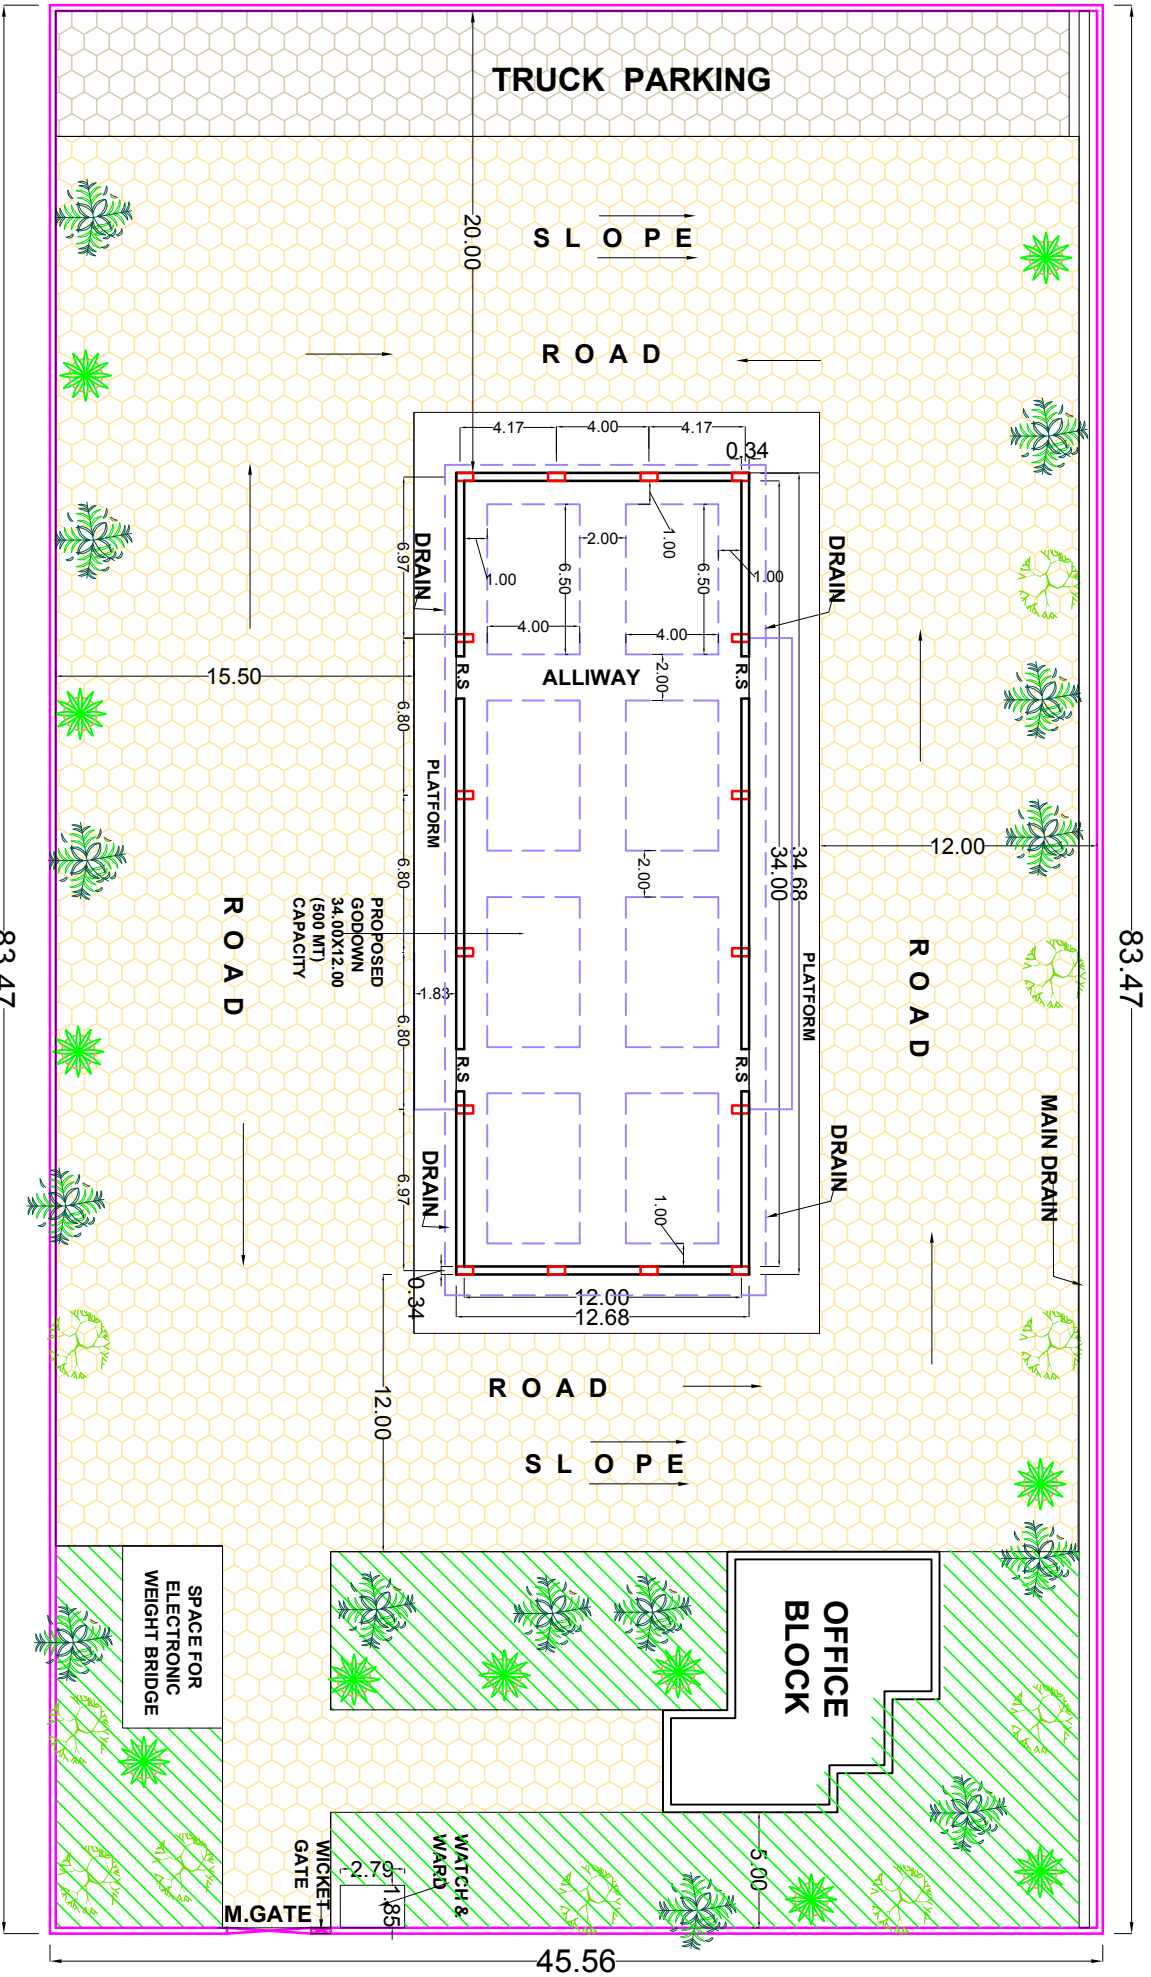 TRUCK PARKING
20.00
SLOPE
ROAD
4.17
4.00
4.17
0.34
DRAIN
6.97
1.00
2.00
6.50
1.00
6.50
1.00
DRAIN
4.00
4.00
15.50
R.S
ALLIWAY
2.00
R.S
6.80
PLATFORM
6.80
2.00
34.00
34.68
12.00
83.47
83.47
ROAD
PROPOSED
GODOWN
34.00X12.00
(500 MT)
CAPACITY
1.83
6.80
R.S
R.S
PLATFORM
ROAD
MAIN DRAIN
DRAIN
6.97
1.00
DRAIN
0.34
12.00
12.68
12.00
ROAD
SLOPE
SPACE FOR
ELECTRONIC
WEIGHT BRIDGE
OFFICE
BLOCK
5.00
WATCH &
WARD
WICKET
GATE
2.79
1.85
M.GATE
45.56